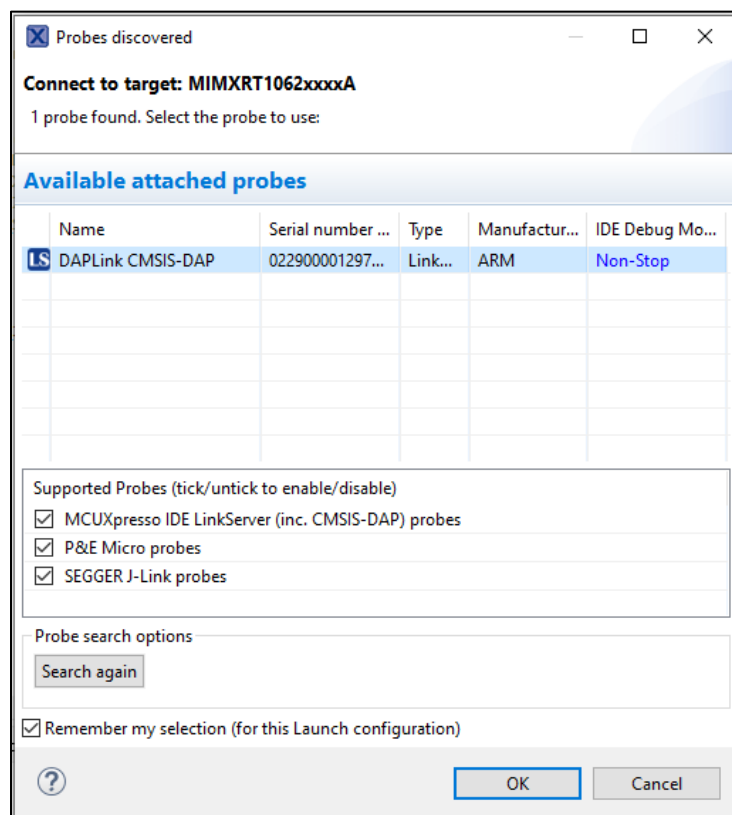 Probes discovered
Connect to target: MIMXRT1062xxxxA
1 probe found. Select the probe to use:
Available attached probes
Name Serial number ... Type Manufactur... IDE Debug Mo...
LS DAPLink CMSIS-DAP 022900001297... Link... ARM Non-Stop
Supported Probes (tick/untick to enable/disable)
MCUXpresso IDE LinkServer (inc. CMSIS-DAP) probes
P&E Micro probes
SEGGER J-Link probes
Probe search options
Search again
Remember my selection (for this Launch configuration)
? OK Cancel